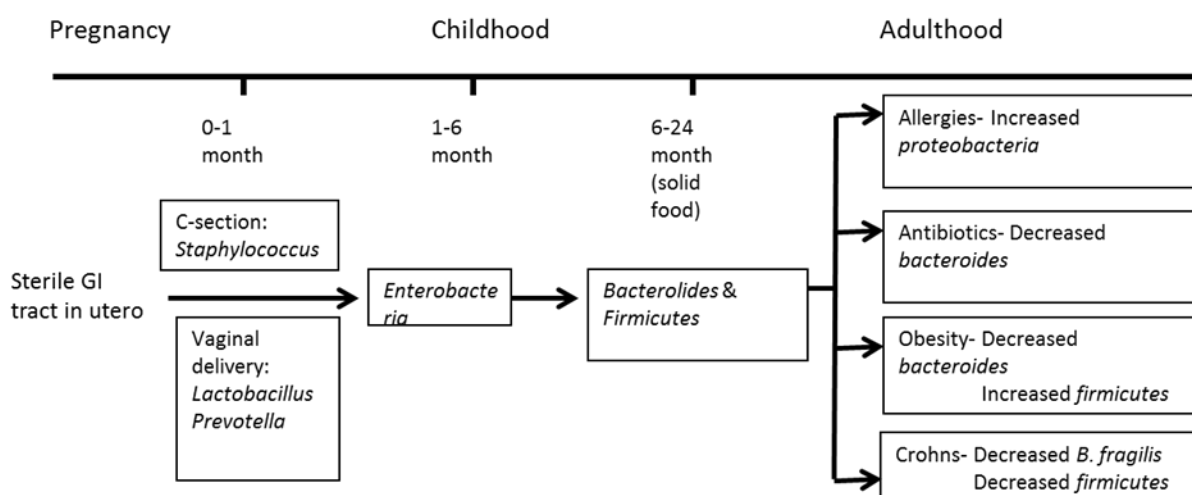 Pregnancy
Childhood
Adulthood
0-1
month
1-6
month
6-24
month
(solid
food)
C-section:
Staphylococcus
Sterile GI
tract in utero
Vaginal
delivery:
Lactobacillus
Prevotella
Enterobacte
ria
Bacterolides &
Firmicutes
Allergies- Increased
proteobacteria
Antibiotics- Decreased
bacteroides
Obesity- Decreased
bacteroides
Increased firmicutes
Crohns- Decreased B. fragilis
Decreased firmicutes